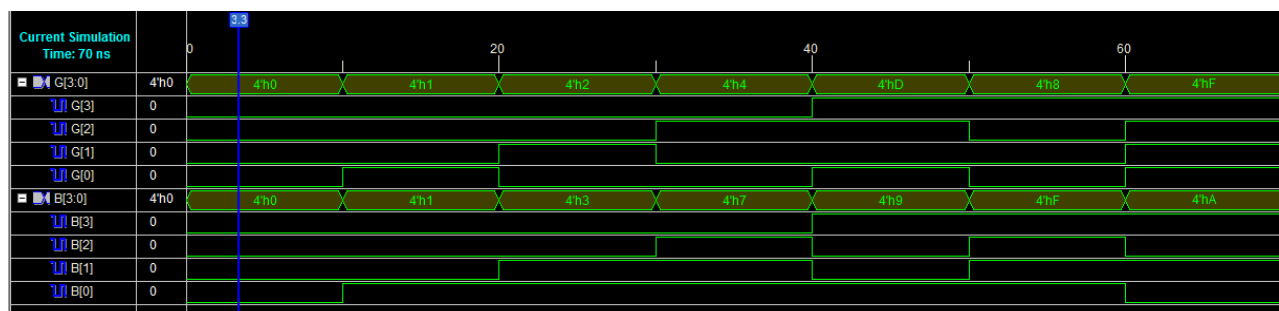 3.3
Current Simulation
Time: 70 ns
0 20 40 60
G[3:0] 4'h0 4'h0 4'h1 4'h2 4'h4 4'hD 4'h8 4'hF
G[3] 0
G[2] 0
G[1] 0
G[0] 0
B[3:0] 4'h0 4'h0 4'h1 4'h3 4'h7 4'h9 4'hF 4'hA
B[3] 0
B[2] 0
B[1] 0
B[0] 0